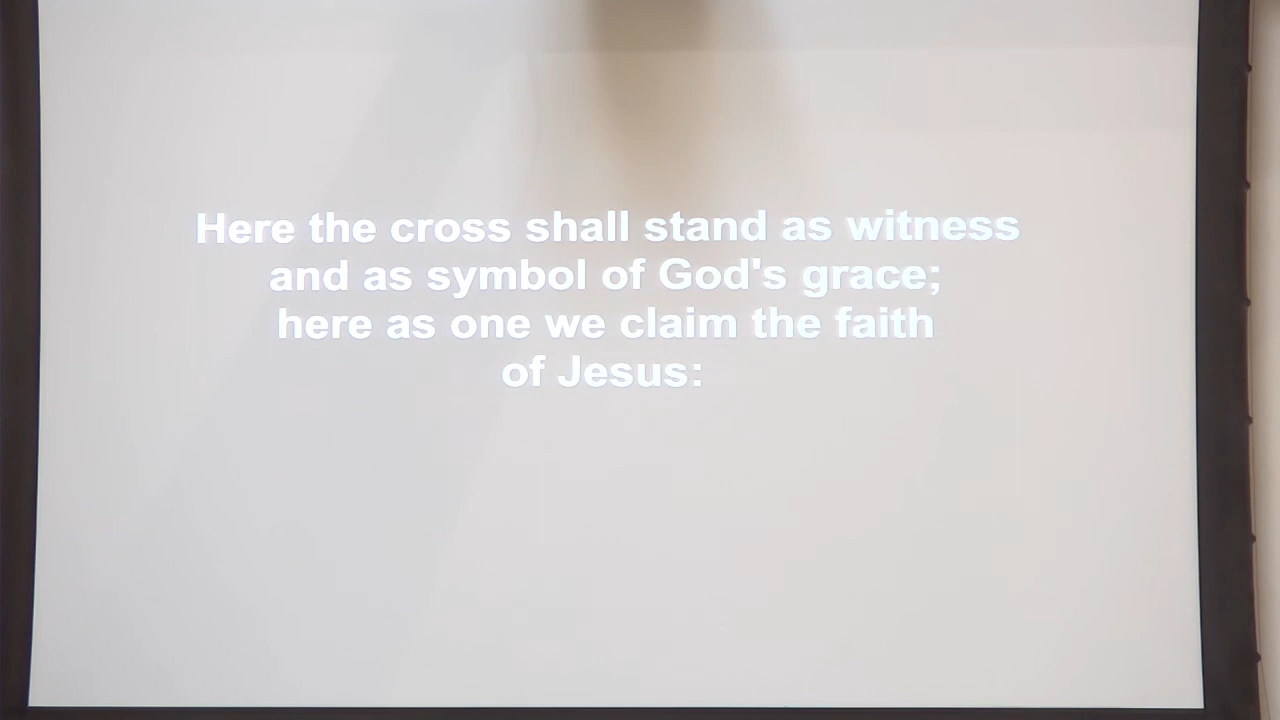 Here the cross shall stand as witness
and as symbol of God's grace;
here as one we claim the faith
of Jesus: